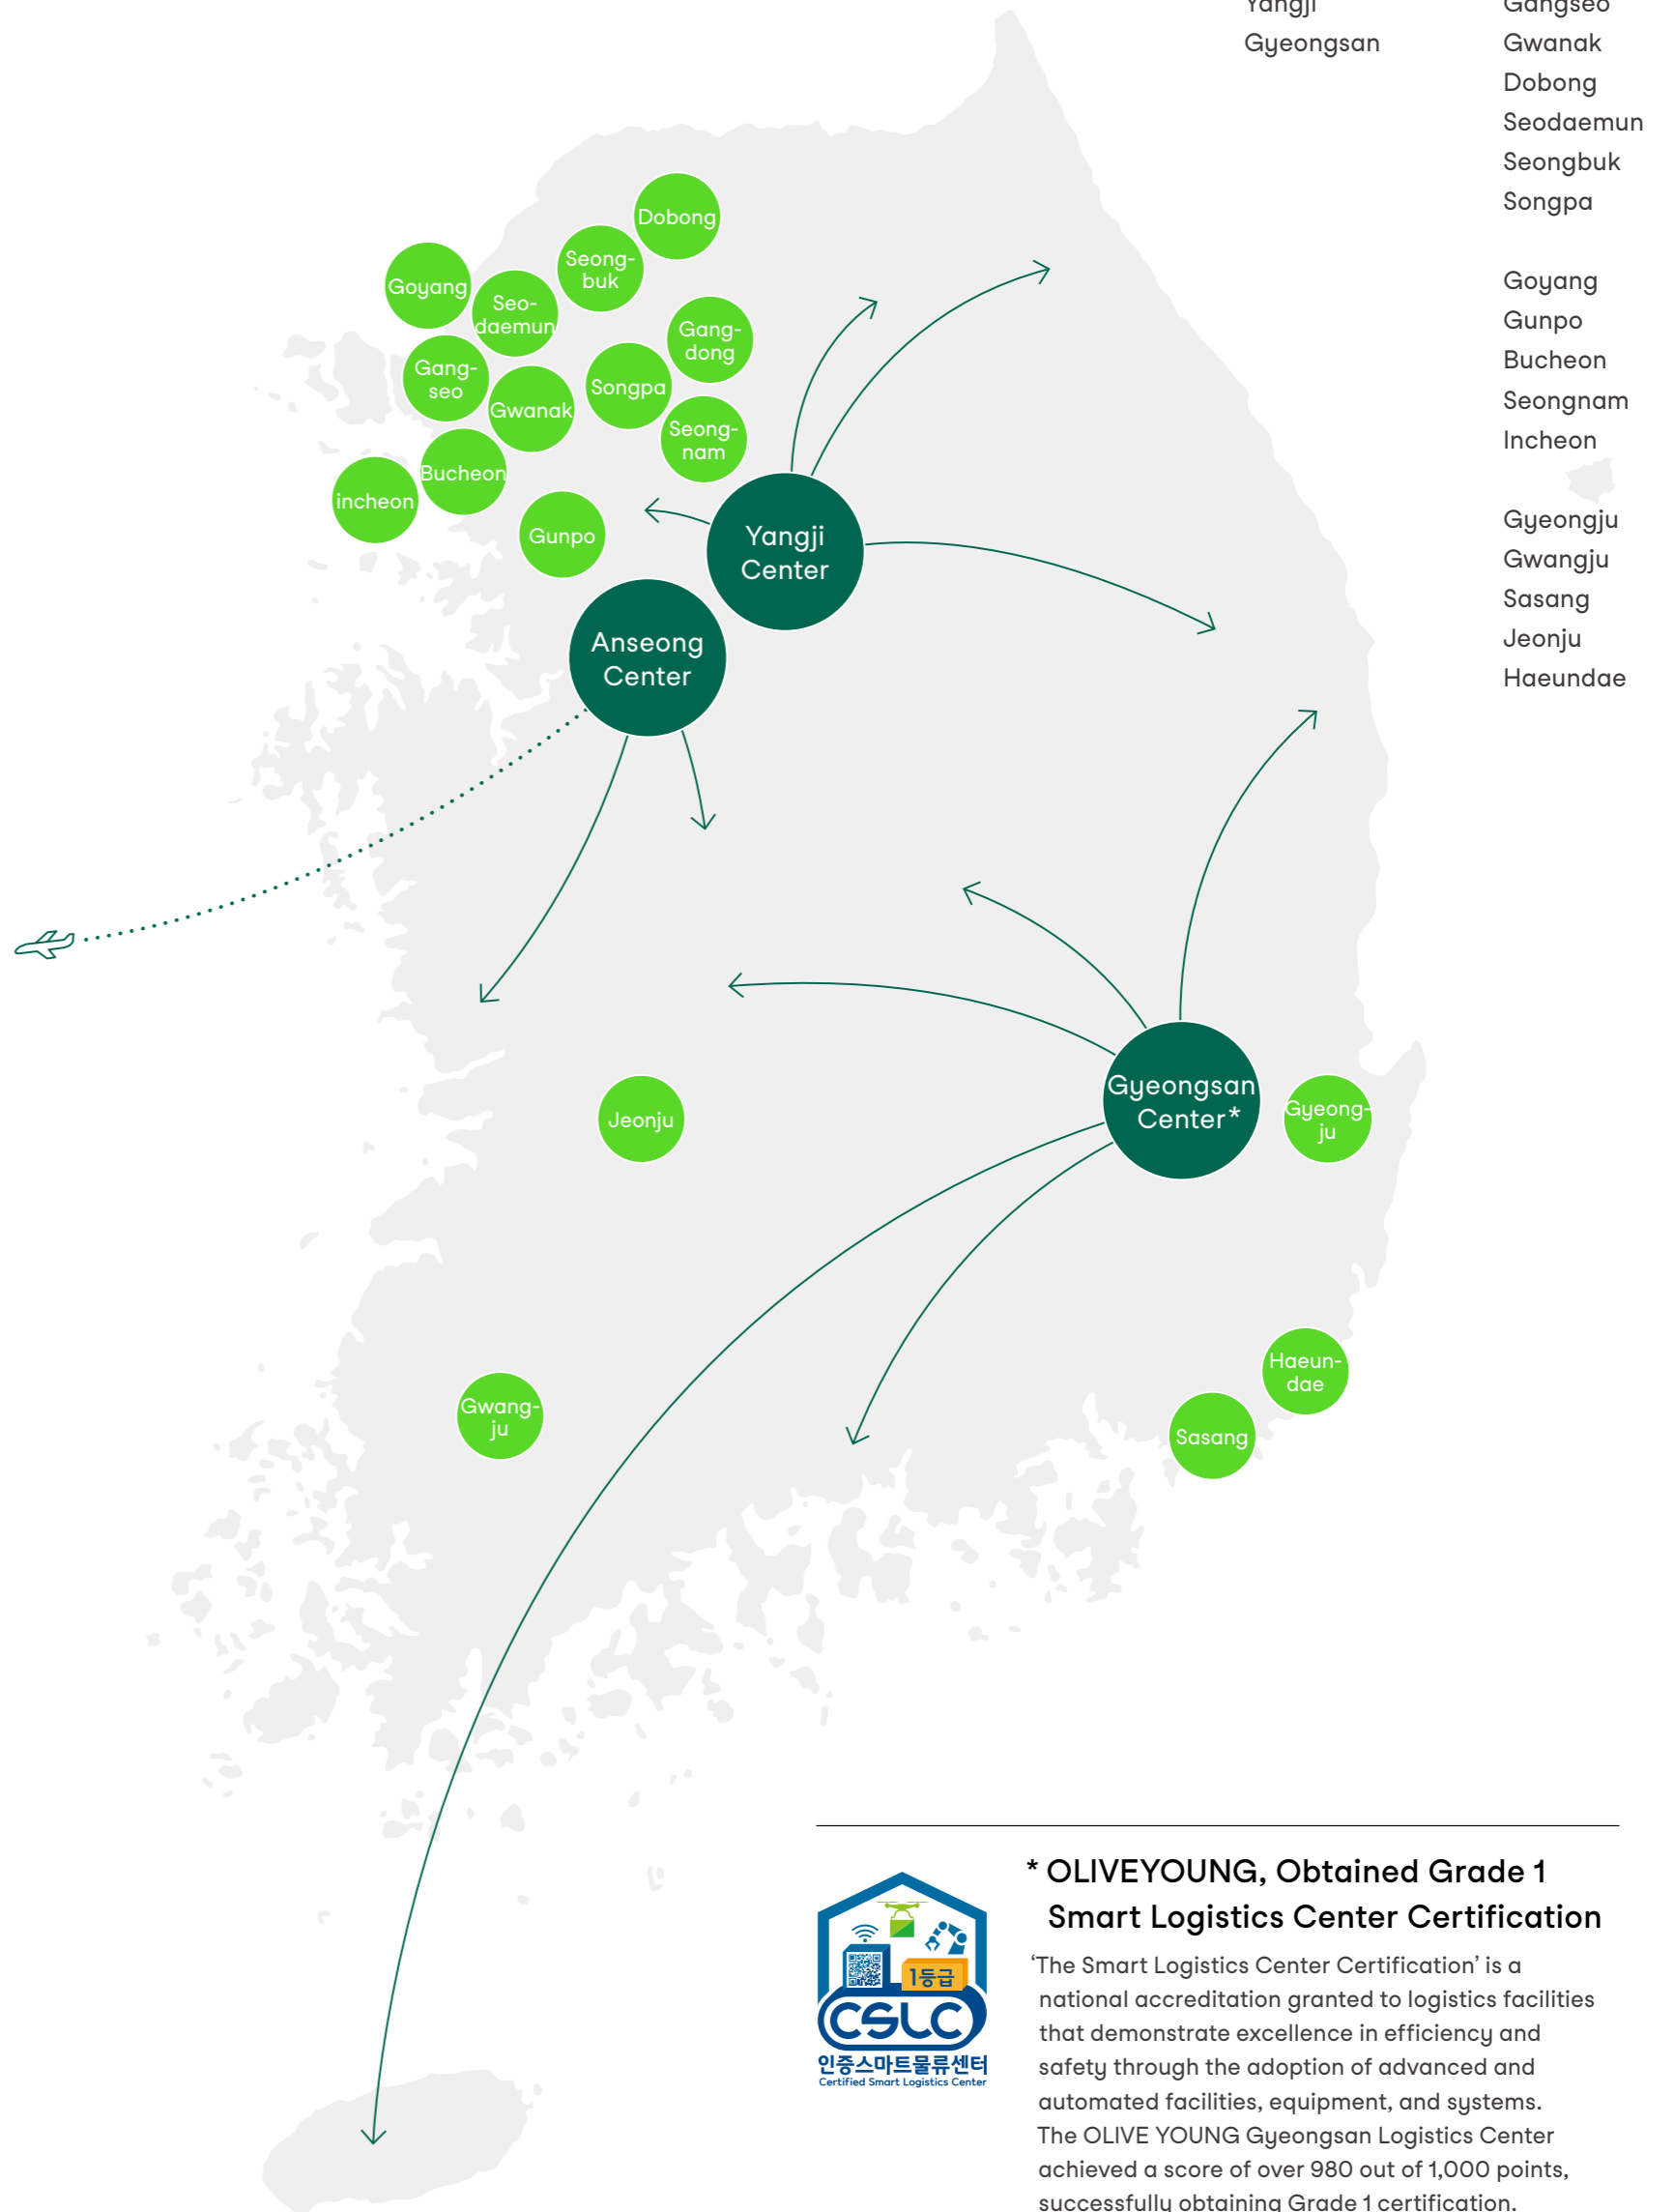 Yangji
Gyeongsan
Gangseo
Gwanak
Dobong
Seodaemun
Seongbuk
Songpa
Goyang
Gunpo
Bucheon
Seongnam
Incheon
Gyeongju
Gwangju
Sasang
Jeonju
Haeundae
Dobong
Seong-
buk
Goyang
Seo-
daemun
Gang-
dong
Gang-
seo
Songpa
Gwanak
Seong-
nam
Bucheon
incheon
Gunpo
Yangji
Center
Anseong
Center
Gyeongsan
Center*
Jeonju
Gyeong-
ju
Haeun-
dae
Gwang-
ju
Sasang
* OLIVEYOUNG, Obtained Grade 1
Smart Logistics Center Certification
‘The Smart Logistics Center Certification’ is a
national accreditation granted to logistics facilities
that demonstrate excellence in efficiency and
safety through the adoption of advanced and
automated facilities, equipment, and systems.
The OLIVE YOUNG Gyeongsan Logistics Center
achieved a score of over 980 out of 1,000 points,
successfully obtaining Grade 1 certification.
1등급
CSLC
인증스마트물류센터
Certified Smart Logistics Center